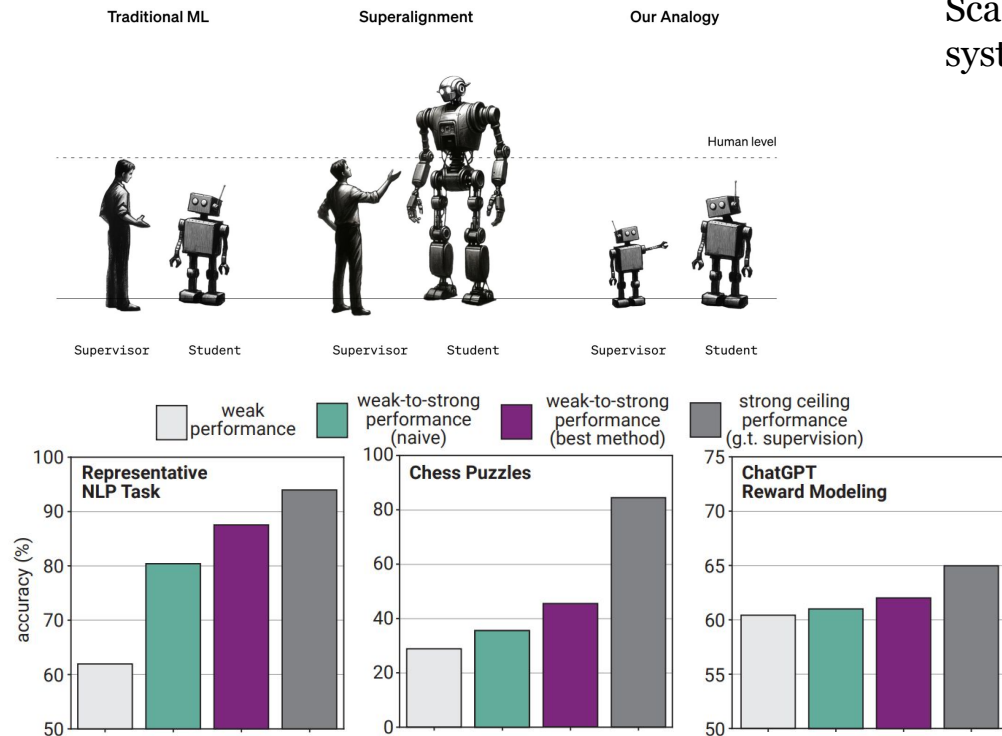 Traditional ML
Superalignment
Our Analogy
Human level
Supervisor Student
Supervisor Student
Supervisor Student
weak
performance
weak-to-strong
performance
(naive)
weak-to-strong
performance
(best method)
strong ceiling
performance
(g.t. supervision)
accuracy (%)
Representative
NLP Task
100
90
80
70
60
50
Chess Puzzles
100
80
60
40
20
0
ChatGPT
Reward Modeling
75
70
65
60
55
50